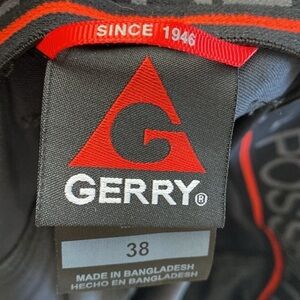 SINCE 1946
G
GERRY®
38
MADE IN BANGLADESH
HECHO EN BANGLADESH